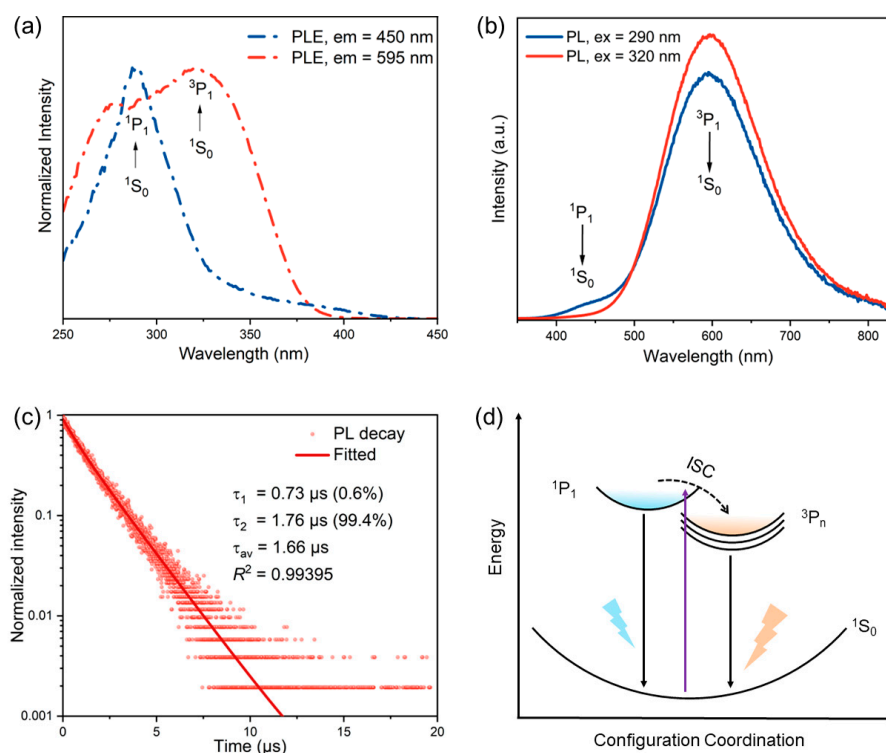 (a)
PLE, em = 450 nm
PLE, em = 595 nm
³P₁
¹S₀
¹P₁
¹S₀
Normalized Intensity
250 300 350 400 450
Wavelength (nm)
(b)
PL, ex = 290 nm
PL, ex = 320 nm
³P₁
¹S₀
¹P₁
¹S₀
Intensity (a.u.)
400 500 600 700 800
Wavelength (nm)
(c)
1
0.1
0.01
0.001
PL decay
Fitted
τ₁ = 0.73 µs (0.6%)
τ₂ = 1.76 µs (99.4%)
τav = 1.66 µs
R² = 0.99395
Normalized intensity
0 5 10 15 20
Time (µs)
(d)
ISC
¹P₁
³Pₙ
¹S₀
Energy
Configuration Coordination